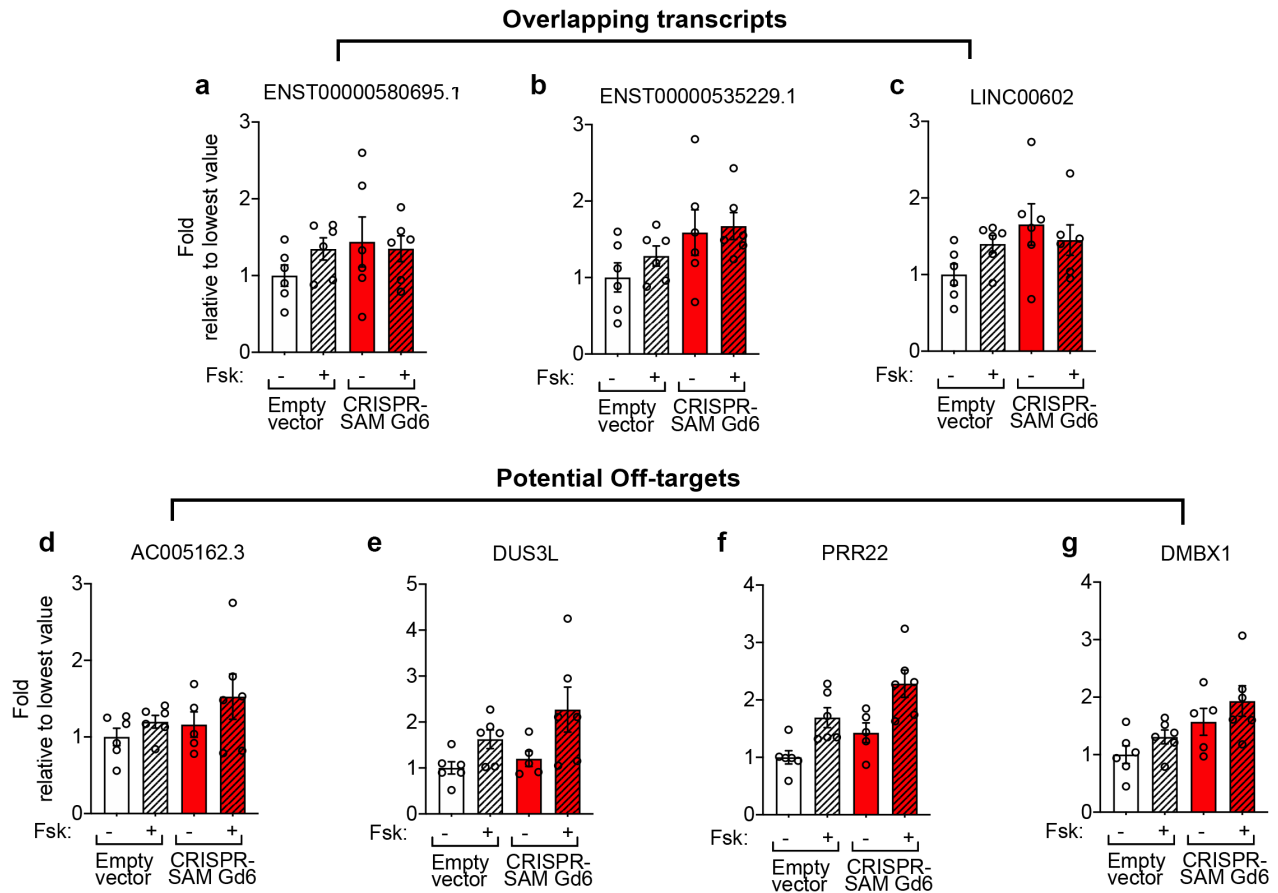 Overlapping transcripts
a
ENST00000580695.1
Fold
relative to lowest value
3
2
1
0
Fsk: - + - +
Empty vector
CRISPR-SAM Gd6
b
ENST00000535229.1
3
2
1
0
Fsk: - + - +
Empty vector
CRISPR-SAM Gd6
c
LINC00602
3
2
1
0
Fsk: - + - +
Empty vector
CRISPR-SAM Gd6
Potential Off-targets
d
AC005162.3
Fold
relative to lowest value
3
2
1
0
Fsk: - + - +
Empty vector
CRISPR-SAM Gd6
e
DUS3L
5
4
3
2
1
0
Fsk: - + - +
Empty vector
CRISPR-SAM Gd6
f
PRR22
4
3
2
1
0
Fsk: - + - +
Empty vector
CRISPR-SAM Gd6
g
DMBX1
4
3
2
1
0
Fsk: - + - +
Empty vector
CRISPR-SAM Gd6